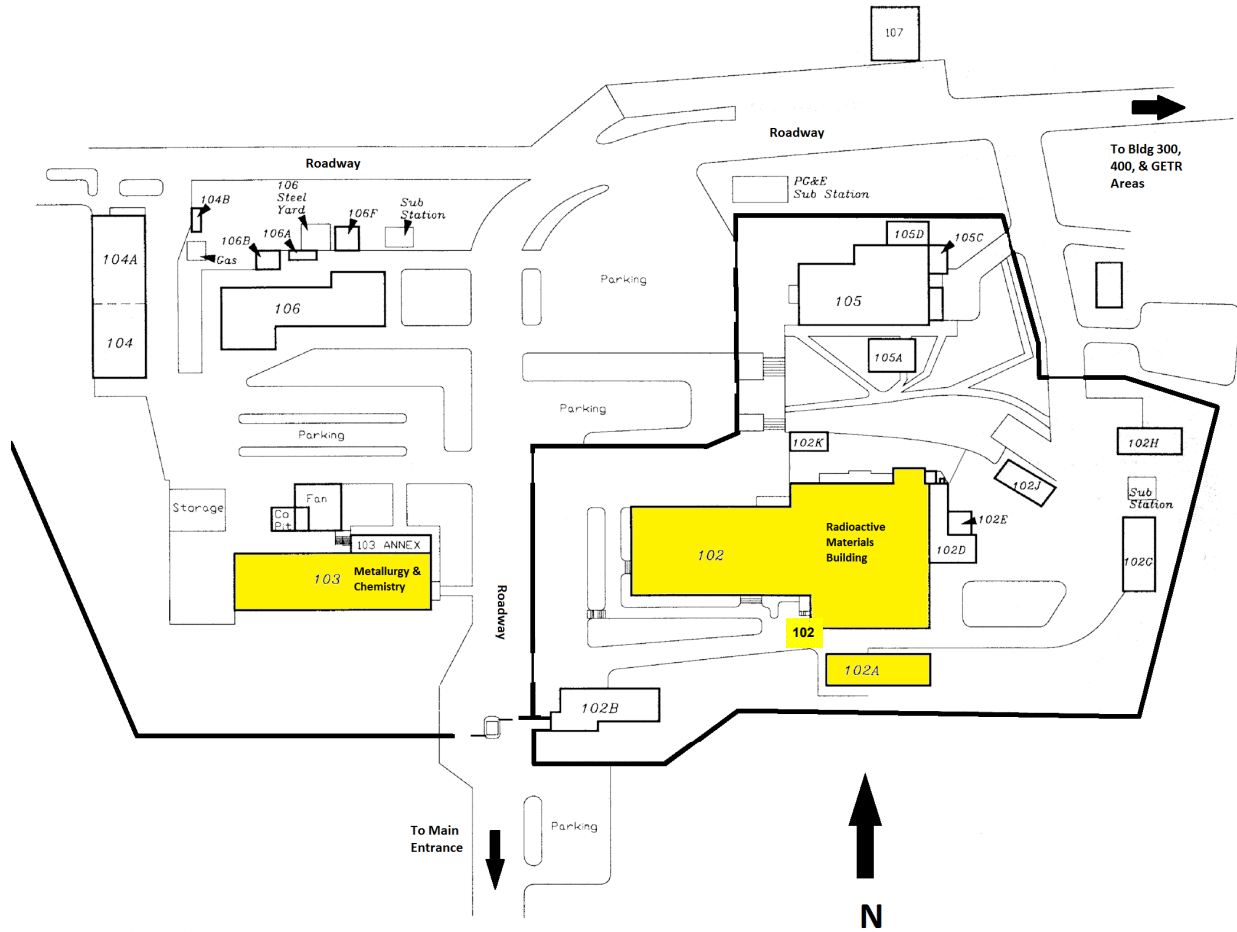 107
Roadway
Roadway
To Bldg 300,
400, & GETR
Areas
106
Steel
Yard
104B
106F
Sub
Station
PG&E
Sub Station
106A
106B
Gas
105D
105C
104A
106
104
Parking
105
105A
Parking
Parking
102K
102H
102J
Sub
Station
Storage
Fan
Co
Pit
103 ANNEX
103
Metallurgy &
Chemistry
Roadway
102
Radioactive
Materials
Building
102E
102D
102G
102
102A
102B
To Main
Entrance
Parking
N